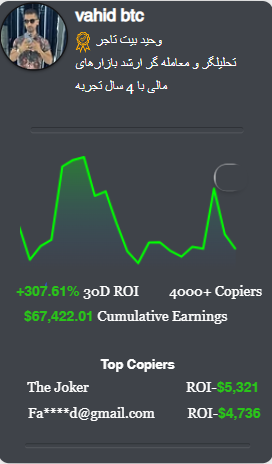 vahid btc
وحید بیت تاجر
تحلیلگر و معامله گر ارشد بازارهای
مالی با 4 سال تجربه
+307.61% 30D ROI 4000+ Copiers
$67,422.01 Cumulative Earnings
Top Copiers
The Joker ROI-$5,321
Fa****d@gmail.com ROI-$4,736